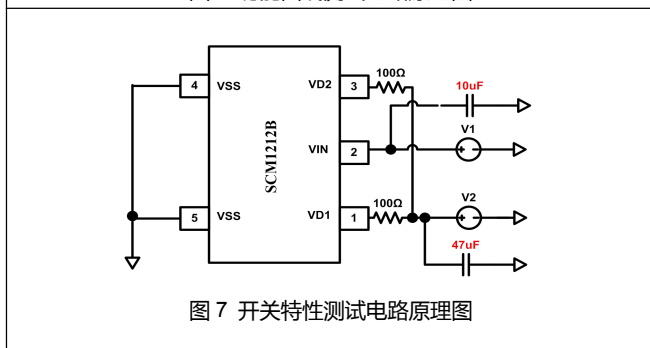 100Ω
10uF
4 VSS VD2 3
V1
SCM1212B
VIN 2
100Ω
V2
5 VSS VD1 1
47uF
图 7 开关特性测试电路原理图